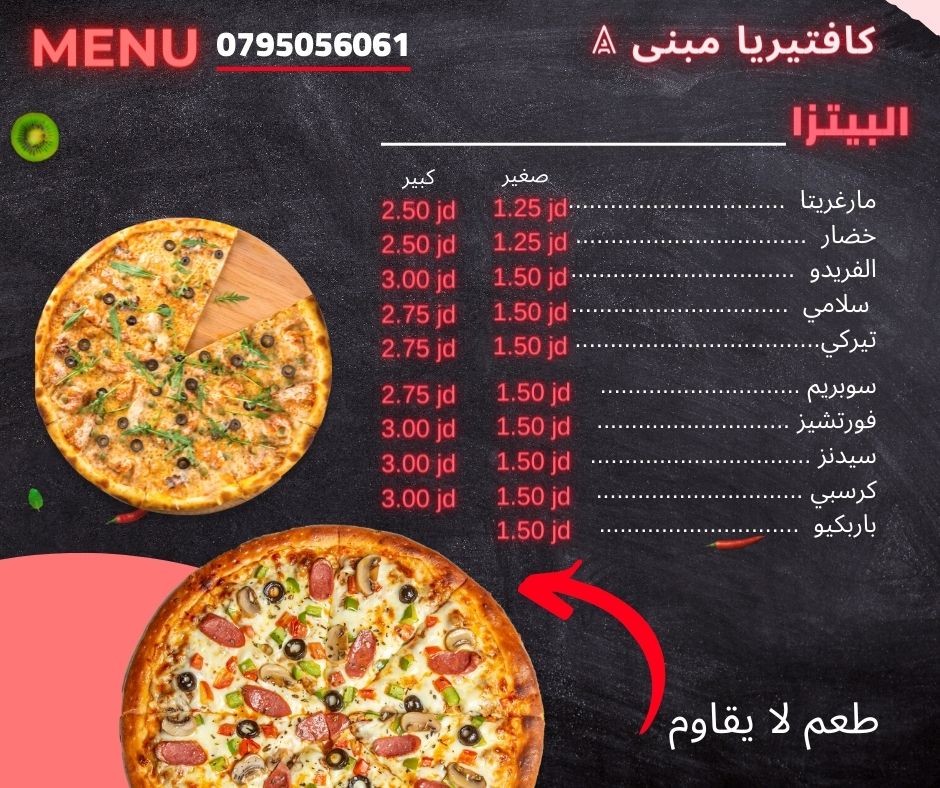 MENU 0795056061 كافتيريا مبنى A
البيتزا
صغير كبير
مارغريتا .............................. 1.25 jd 2.50 jd
خضار ................................ 1.25 jd 2.50 jd
الفريدو ............................... 1.50 jd 3.00 jd
سلامي .............................. 1.50 jd 2.75 jd
تيركي.................................. 1.50 jd 2.75 jd
سوبريم ............................ 1.50 jd 2.75 jd
فورتشيز ........................... 1.50 jd 3.00 jd
سيدنز .............................. 1.50 jd 3.00 jd
كرسبي ............................. 1.50 jd 3.00 jd
باربكيو ............................ 1.50 jd
طعم لا يقاوم